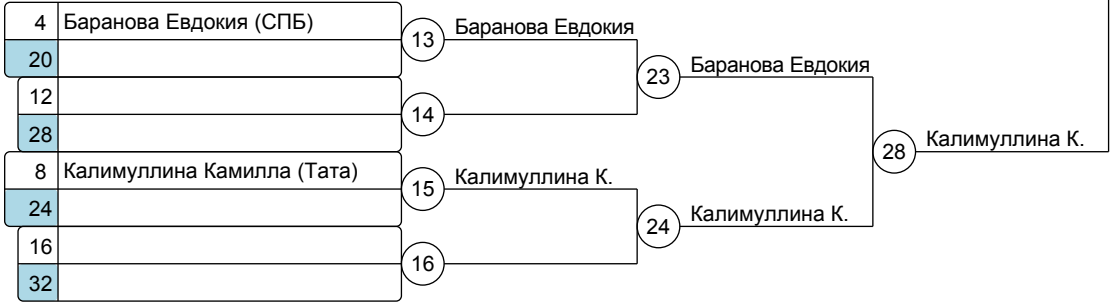 4 Баранова Евдокия (СПБ)
13 Баранова Евдокия
20
23 Баранова Евдокия
12
14
28
28 Калимуллина К.
8 Калимуллина Камилла (Тата)
15 Калимуллина К.
24
24 Калимуллина К.
16
16
32